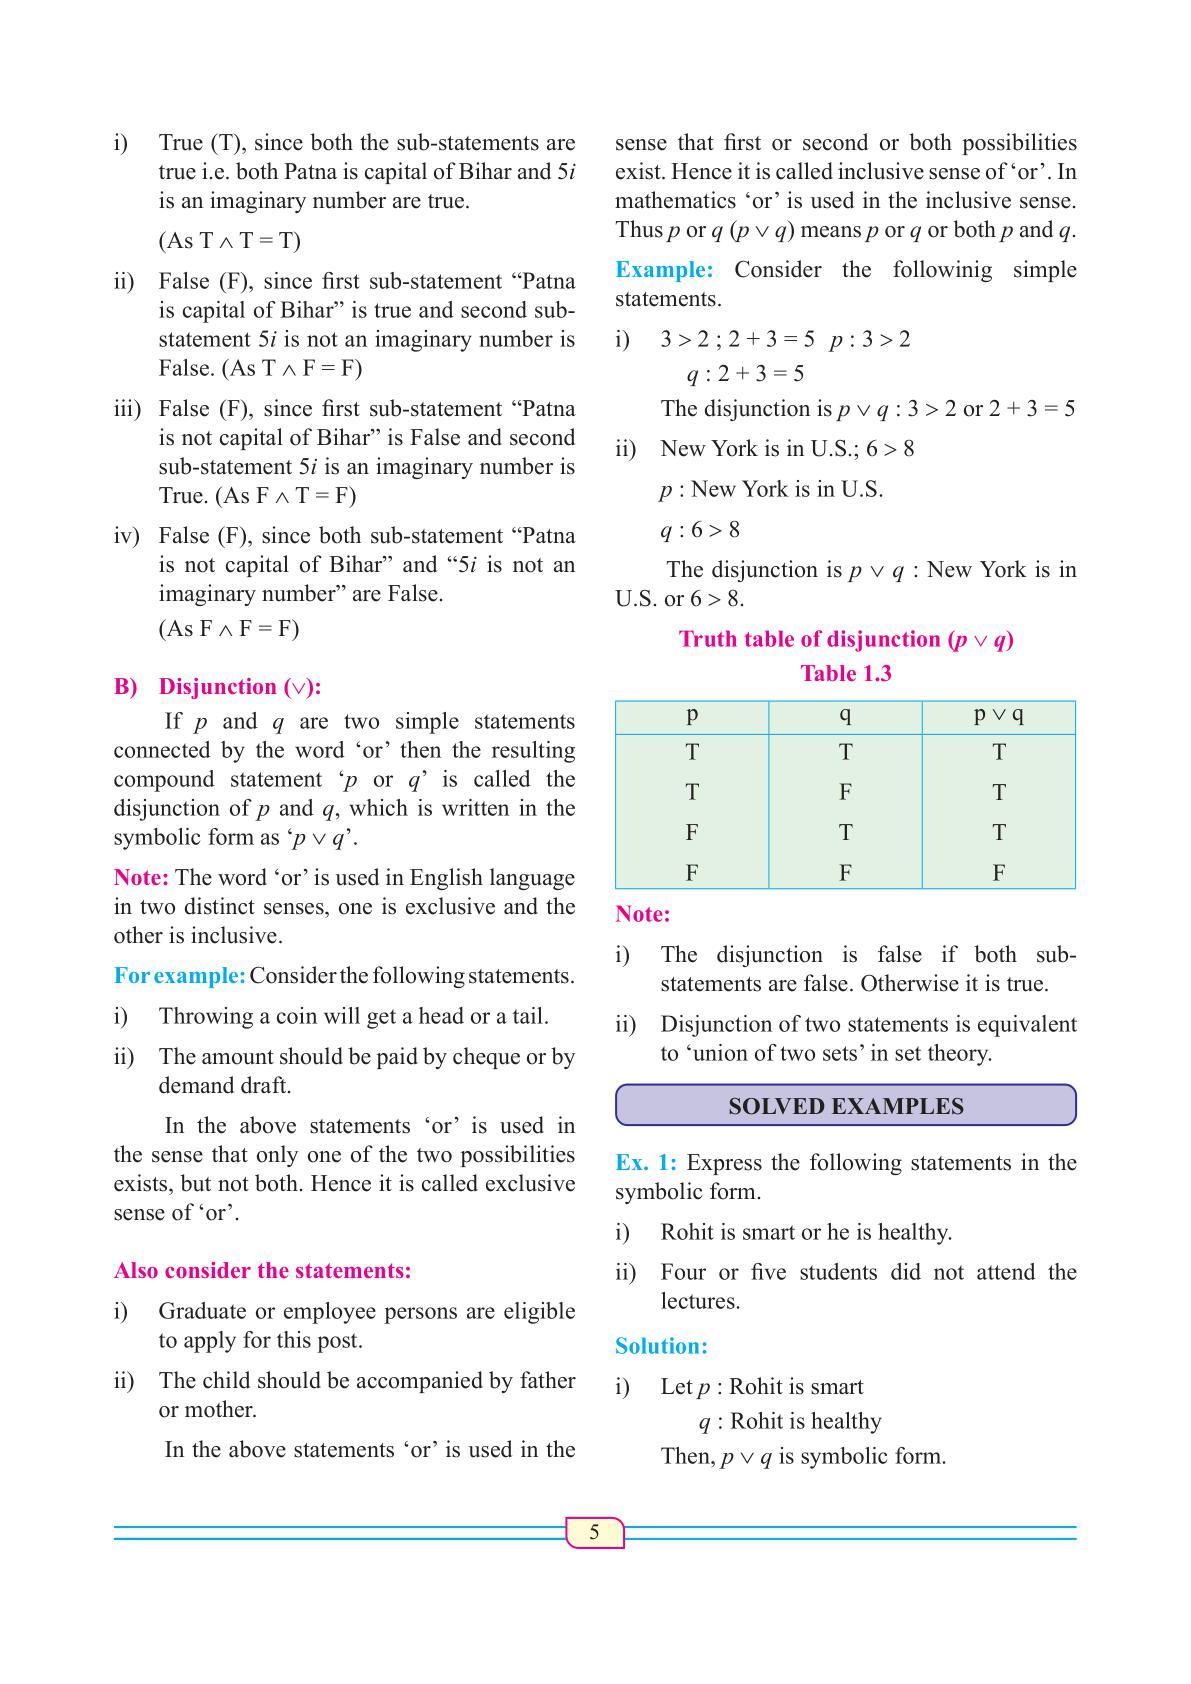 i) True (T), since both the sub-statements are
true i.e. both Patna is capital of Bihar and 5i
is an imaginary number are true.
(As T ∧ T = T)
ii) False (F), since first sub-statement “Patna
is capital of Bihar” is true and second sub-
statement 5i is not an imaginary number is
False. (As T ∧ F = F)
iii) False (F), since first sub-statement “Patna
is not capital of Bihar” is False and second
sub-statement 5i is an imaginary number is
True. (As F ∧ T = F)
iv) False (F), since both sub-statement “Patna
is not capital of Bihar” and “5i is not an
imaginary number” are False.
(As F ∧ F = F)
B) Disjunction (∨):
If p and q are two simple statements
connected by the word ‘or’ then the resulting
compound statement ‘p or q’ is called the
disjunction of p and q, which is written in the
symbolic form as ‘p ∨ q’.
Note: The word ‘or’ is used in English language
in two distinct senses, one is exclusive and the
other is inclusive.
For example: Consider the following statements.
i) Throwing a coin will get a head or a tail.
ii) The amount should be paid by cheque or by
demand draft.
In the above statements ‘or’ is used in
the sense that only one of the two possibilities
exists, but not both. Hence it is called exclusive
sense of ‘or’.
Also consider the statements:
i) Graduate or employee persons are eligible
to apply for this post.
ii) The child should be accompanied by father
or mother.
In the above statements ‘or’ is used in the
sense that first or second or both possibilities
exist. Hence it is called inclusive sense of ‘or’. In
mathematics ‘or’ is used in the inclusive sense.
Thus p or q (p ∨ q) means p or q or both p and q.
Example: Consider the followinig simple
statements.
i) 3 > 2 ; 2 + 3 = 5 p : 3 > 2
q : 2 + 3 = 5
The disjunction is p ∨ q : 3 > 2 or 2 + 3 = 5
ii) New York is in U.S.; 6 > 8
p : New York is in U.S.
q : 6 > 8
The disjunction is p ∨ q : New York is in
U.S. or 6 > 8.
Truth table of disjunction (p ∨ q)
Table 1.3
p q p ∨ q
T T T
T F T
F T T
F F F
Note:
i) The disjunction is false if both sub-
statements are false. Otherwise it is true.
ii) Disjunction of two statements is equivalent
to ‘union of two sets’ in set theory.
SOLVED EXAMPLES
Ex. 1: Express the following statements in the
symbolic form.
i) Rohit is smart or he is healthy.
ii) Four or five students did not attend the
lectures.
Solution:
i) Let p : Rohit is smart
q : Rohit is healthy
Then, p ∨ q is symbolic form.
5